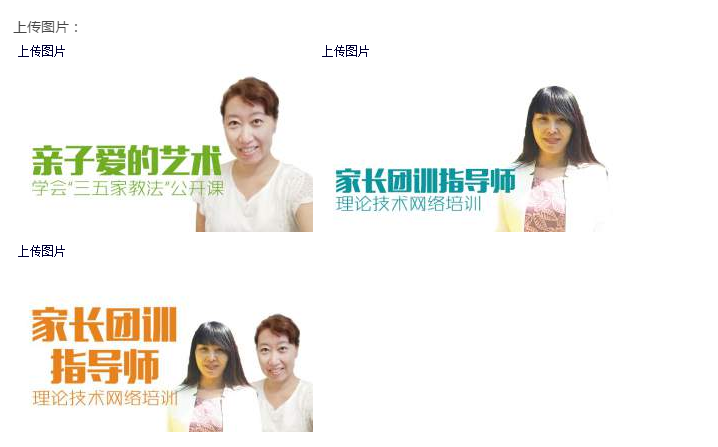 上传图片：
上传图片
上传图片
亲子爱的艺术
学会“三五家教法”公开课
家长团训指导师
理论技术网络培训
上传图片
家长团训
指导师
理论技术网络培训